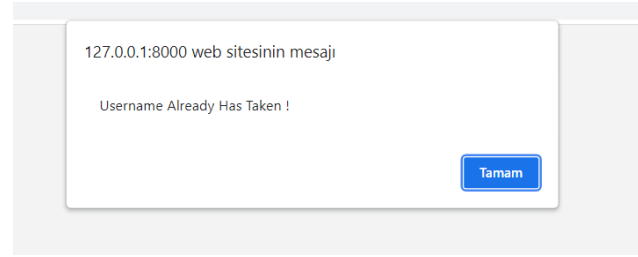 127.0.0.1:8000 web sitesinin mesajı
Username Already Has Taken !
Tamam